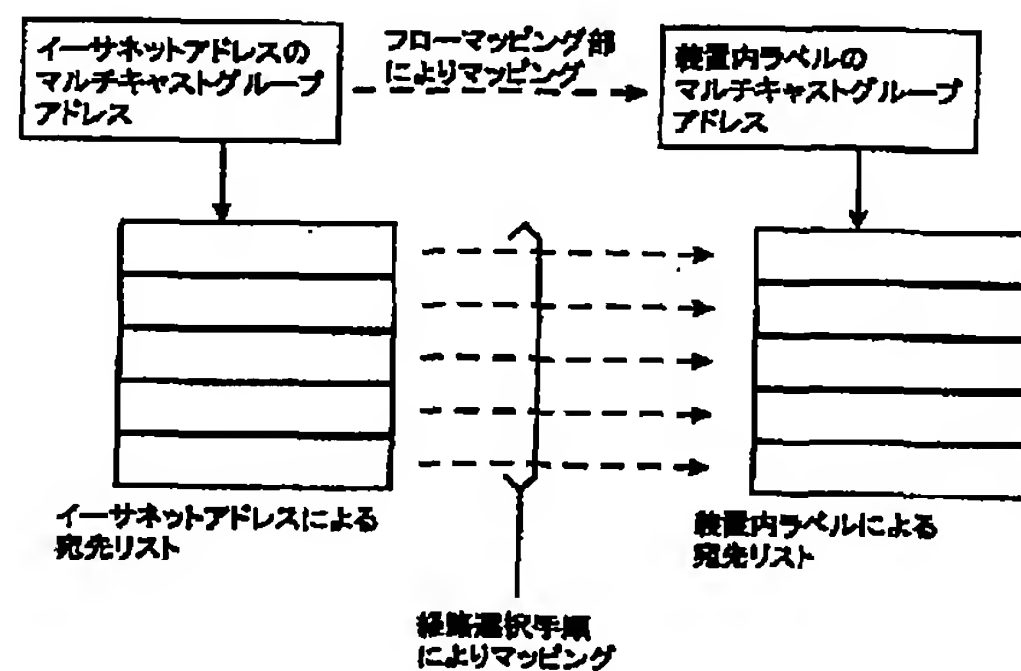 イーサネットアドレスの
マルチキャストグループ
アドレス
フローマッピング部
によりマッピング
装置内ラベルの
マルチキャストグループ
アドレス
イーサネットアドレスによる
宛先リスト
装置内ラベルによる
宛先リスト
経路選択手順
によりマッピング